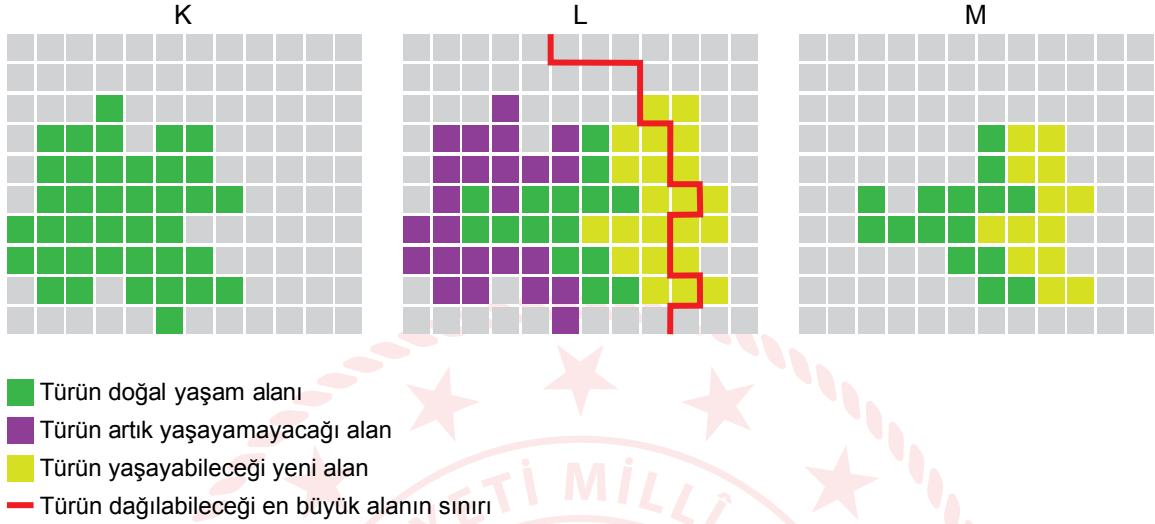 K L M
Türün doğal yaşam alanı
Türün artık yaşayamayacağı alan
Türün yaşayabileceği yeni alan
Türün dağılabileceği en büyük alanın sınırı